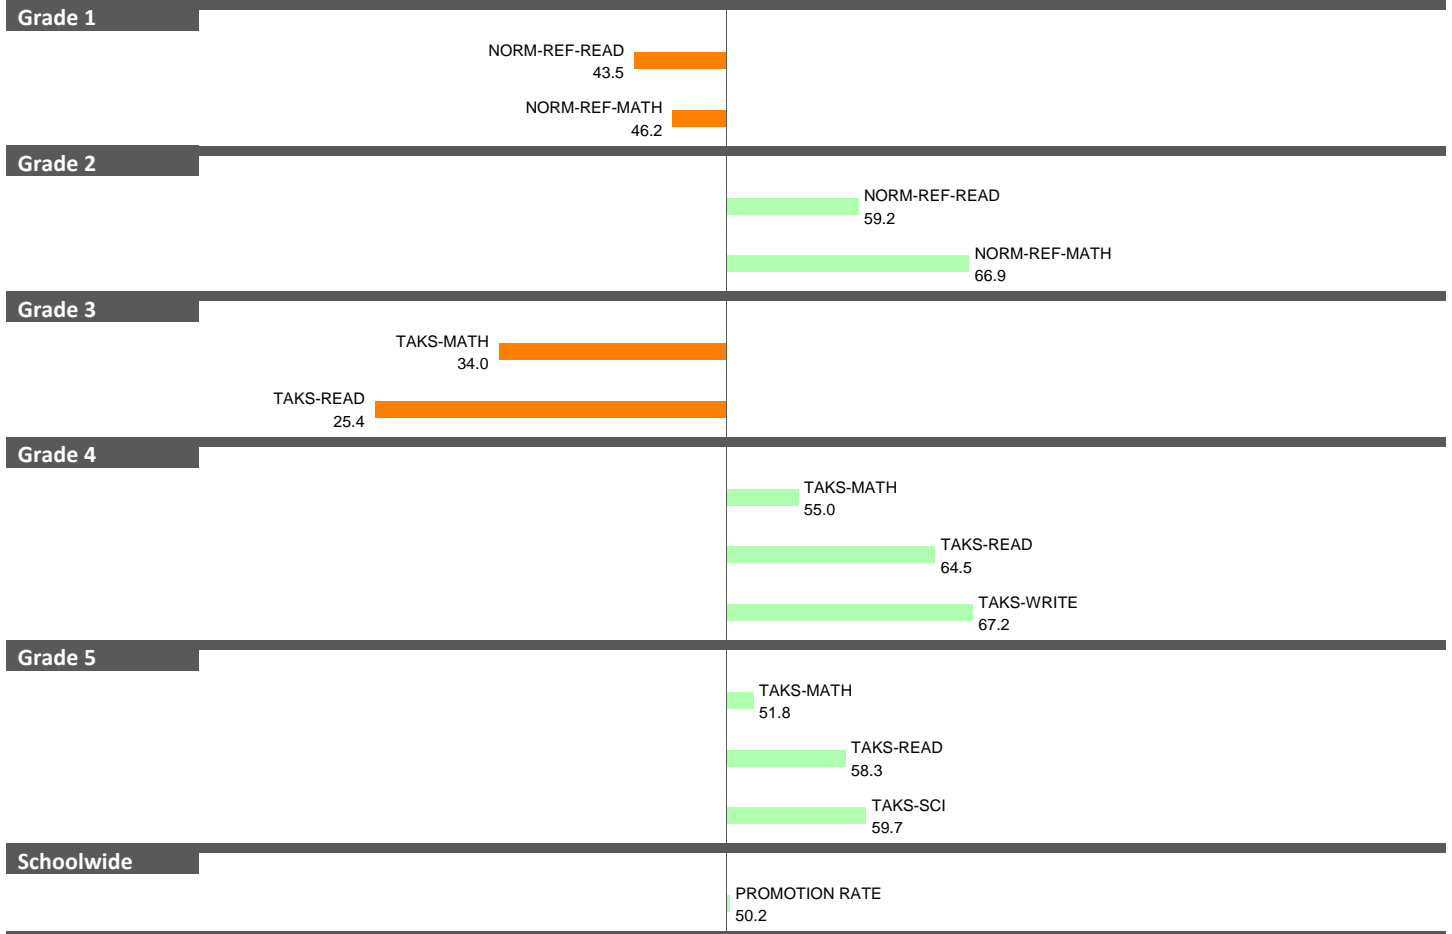 Grade 1
NORM-REF-READ
43.5
NORM-REF-MATH
46.2
Grade 2
NORM-REF-READ
59.2
NORM-REF-MATH
66.9
Grade 3
TAKS-MATH
34.0
TAKS-READ
25.4
Grade 4
TAKS-MATH
55.0
TAKS-READ
64.5
TAKS-WRITE
67.2
Grade 5
TAKS-MATH
51.8
TAKS-READ
58.3
TAKS-SCI
59.7
Schoolwide
PROMOTION RATE
50.2